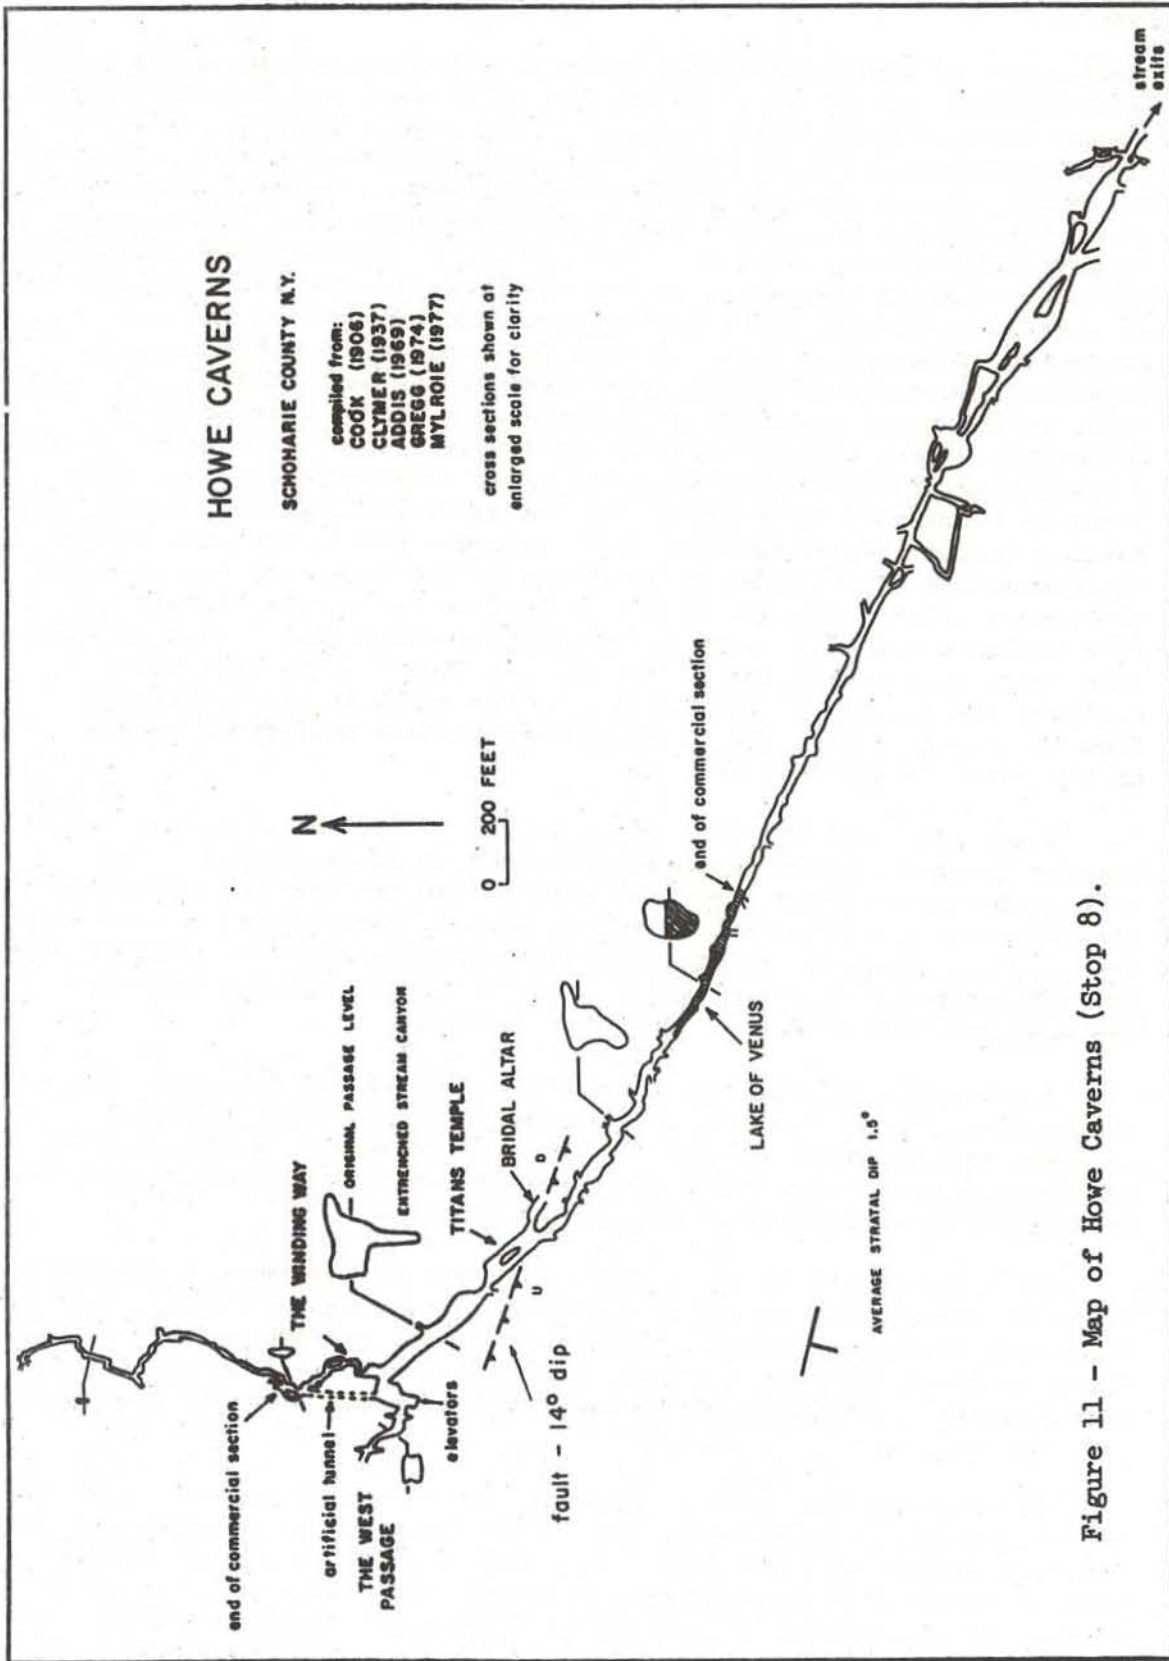 HOWE CAVERNS
SCHOHARIE COUNTY N.Y.
compiled from:
COOK (1906)
CLYMER (1937)
ADDIS (1969)
GREGG (1974)
MYLROIE (1977)
cross sections shown at
enlarged scale for clarity
N
0 200 FEET
end of commercial section
THE WINDING WAY
artificial tunnel
THE WEST
PASSAGE
elevators
ORIGINAL PASSAGE LEVEL
ENTRENCHED STREAM CANYON
TITANS TEMPLE
BRIDAL ALTAR
D
U
fault - 14° dip
LAKE OF VENUS
end of commercial section
stream
exits
AVERAGE STRATAL DIP 1.5°
Figure 11 - Map of Howe Caverns (Stop 8).